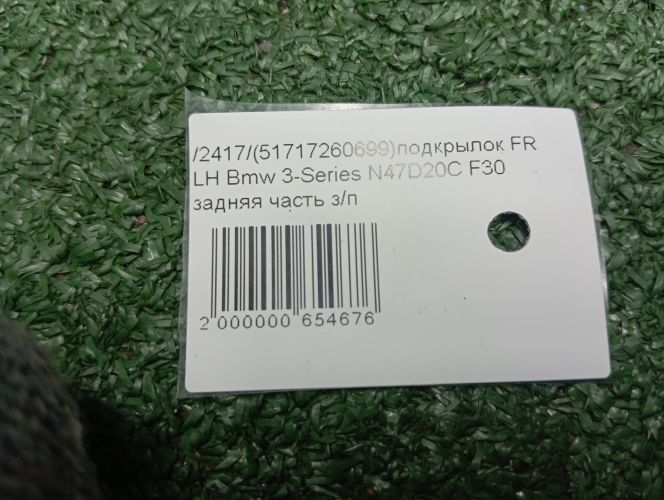 /2417/(51717260699)подкрылок FR
LH Bmw 3-Series N47D20C F30
задняя часть з/п
2 000000 654676